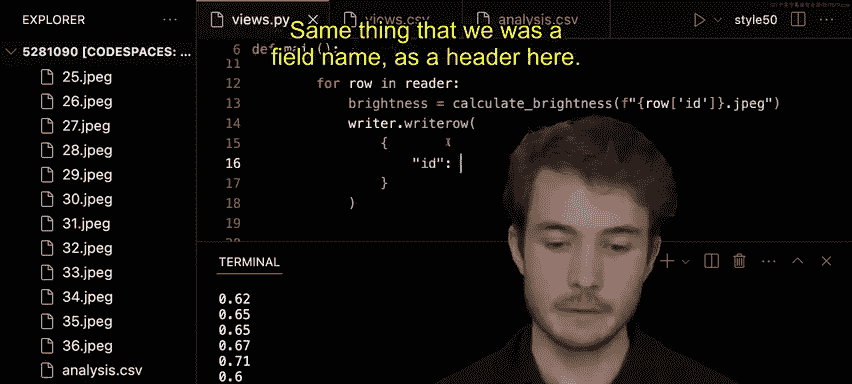 EXPLORER
5281090 [CODESPACES: ...
25.jpeg
26.jpeg
27.jpeg
28.jpeg
29.jpeg
30.jpeg
31.jpeg
32.jpeg
33.jpeg
34.jpeg
35.jpeg
36.jpeg
analysis.csv
views.py
views.csv
analysis.csv
style50
Same thing that we was a
field name, as a header here.
6 def main():
11
12 for row in reader:
13 brightness = calculate_brightness(f"{row['id']}.jpeg")
14 writer.writerow(
15 {
16 "id":
17 }
18 )
19
TERMINAL
0.62
0.65
0.65
0.67
0.71
0.6